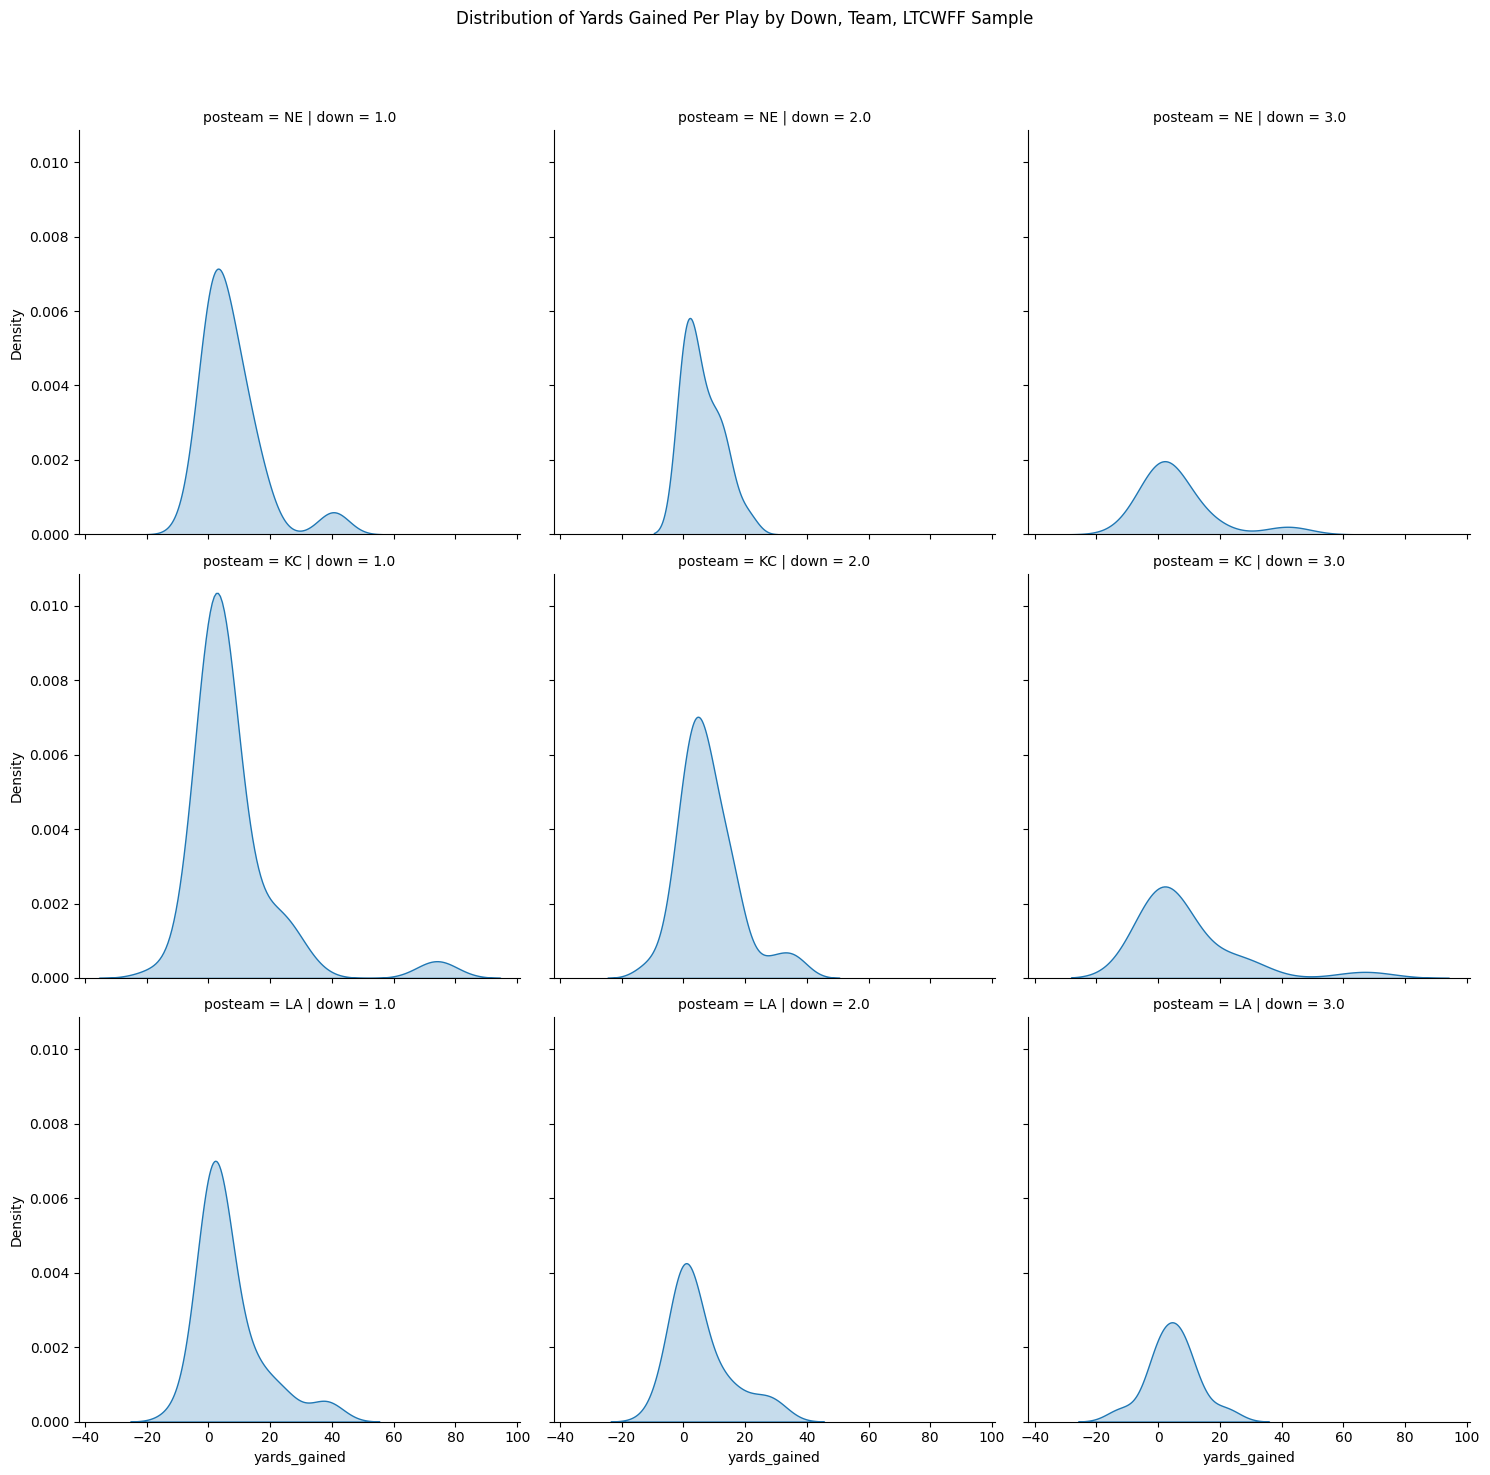 Distribution of Yards Gained Per Play by Down, Team, LTCWFF Sample
posteam = NE | down = 1.0
posteam = NE | down = 2.0
posteam = NE | down = 3.0
0.010
0.008
0.006
0.004
0.002
0.000
Density
posteam = KC | down = 1.0
posteam = KC | down = 2.0
posteam = KC | down = 3.0
0.010
0.008
0.006
0.004
0.002
0.000
Density
posteam = LA | down = 1.0
posteam = LA | down = 2.0
posteam = LA | down = 3.0
0.010
0.008
0.006
0.004
0.002
0.000
Density
−40 −20 0 20 40 60 80 100
−40 −20 0 20 40 60 80 100
−40 −20 0 20 40 60 80 100
yards_gained
yards_gained
yards_gained